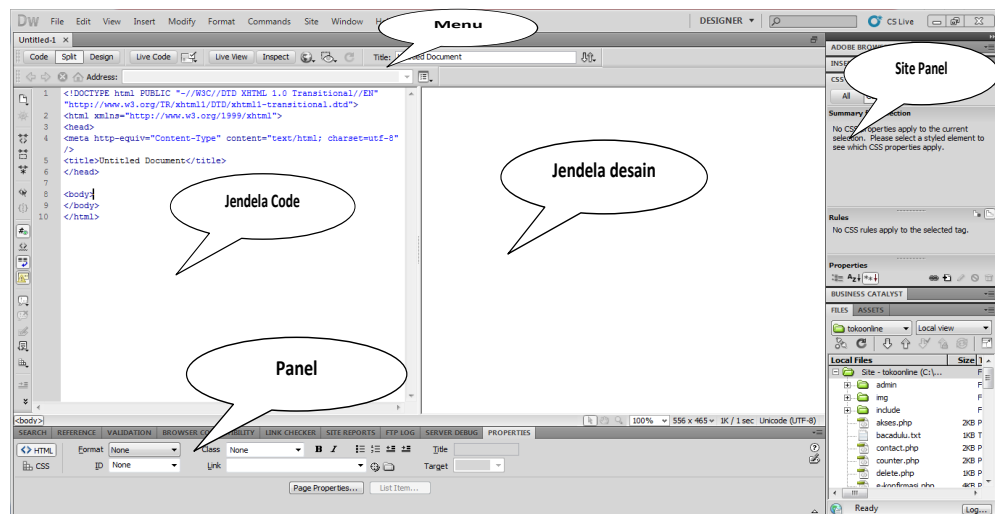 DW File Edit View Insert Modify Format Commands Site Window
Menu
DESIGNER
CS Live
Untitled-1
Code Split Design Live Code Live View Inspect Title: Document
Address:
1 <!DOCTYPE html PUBLIC "-//W3C//DTD XHTML 1.0 Transitional//EN"
"http://www.w3.org/TR/xhtml1/DTD/xhtml1-transitional.dtd">
2 <html xmlns="http://www.w3.org/1999/xhtml">
3 <head>
4 <meta http-equiv="Content-Type" content="text/html; charset=utf-8"
/>
5 <title>Untitled Document</title>
6 </head>
7
8 <body>
9 </body>
10 </html>
Jendela Code
Jendela desain
Panel
Site Panel
ADOBE BRO
INSE
CSS
All
Summary
No CSS properties apply to the current
selection. Please select a styled element to
see which CSS properties apply.
Rules
No CSS rules apply to the selected tag.
Properties
BUSINESS CATALYST
FILES ASSETS
tokoonline Local view
Local Files Size T
Site - tokoonline (C:\... F
admin F
img F
include F
akses.php 2KB P
bacadulu.txt 1KB T
contact.php 2KB P
counter.php 2KB P
delete.php 1KB P
e-konfirmasi.php 4KB P
Ready Log...
<body> 100% 556 x 465 1K / 1 sec Unicode (UTF-8)
SEARCH REFERENCE VALIDATION BROWSER COMPATIBILITY LINK CHECKER SITE REPORTS FTP LOG SERVER DEBUG PROPERTIES
<> HTML Format None Class None B I Title
CSS ID None Link Target
Page Properties... List Item...